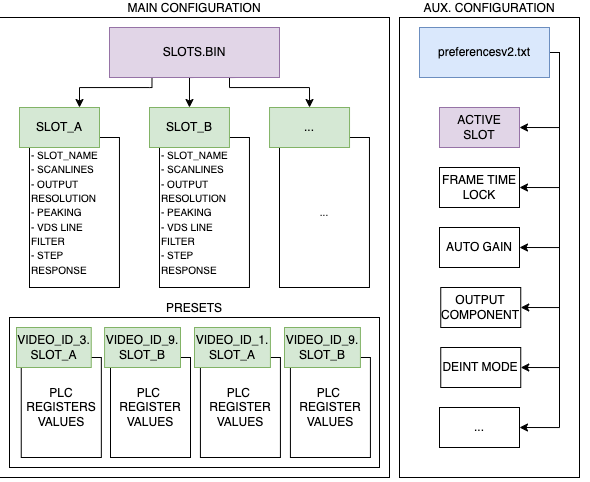 MAIN CONFIGURATION
SLOTS.BIN
SLOT_A
- SLOT_NAME
- SCANLINES
- OUTPUT
RESOLUTION
- PEAKING
- VDS LINE
FILTER
- STEP
RESPONSE
SLOT_B
- SLOT_NAME
- SCANLINES
- OUTPUT
RESOLUTION
- PEAKING
- VDS LINE
FILTER
- STEP
RESPONSE
...
...
PRESETS
VIDEO_ID_3.
SLOT_A
PLC
REGISTERS
VALUES
VIDEO_ID_9.
SLOT_B
PLC
REGISTER
VALUES
VIDEO_ID_1.
SLOT_A
PLC
REGISTER
VALUES
VIDEO_ID_9.
SLOT_B
PLC
REGISTER
VALUES
AUX. CONFIGURATION
preferencesv2.txt
ACTIVE
SLOT
FRAME TIME
LOCK
AUTO GAIN
OUTPUT
COMPONENT
DEINT MODE
...